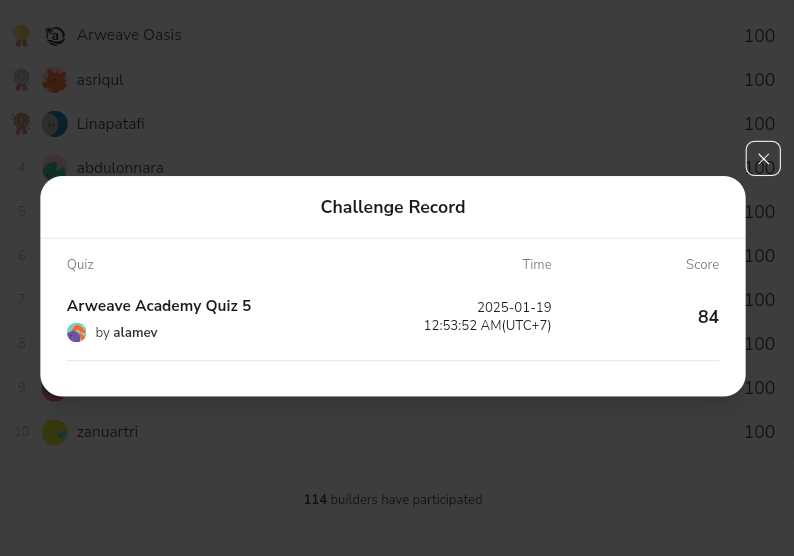 Arweave Oasis 100
asriqul 100
Linapatafi 100
4 abdulonnara 100
Challenge Record
5 100
Quiz Time Score
6 100
Arweave Academy Quiz 5
2025-01-19
7 100
12:53:52 AM(UTC+7)
84
by alamev
8 100
9 100
10 zanuartri 100
114 builders have participated